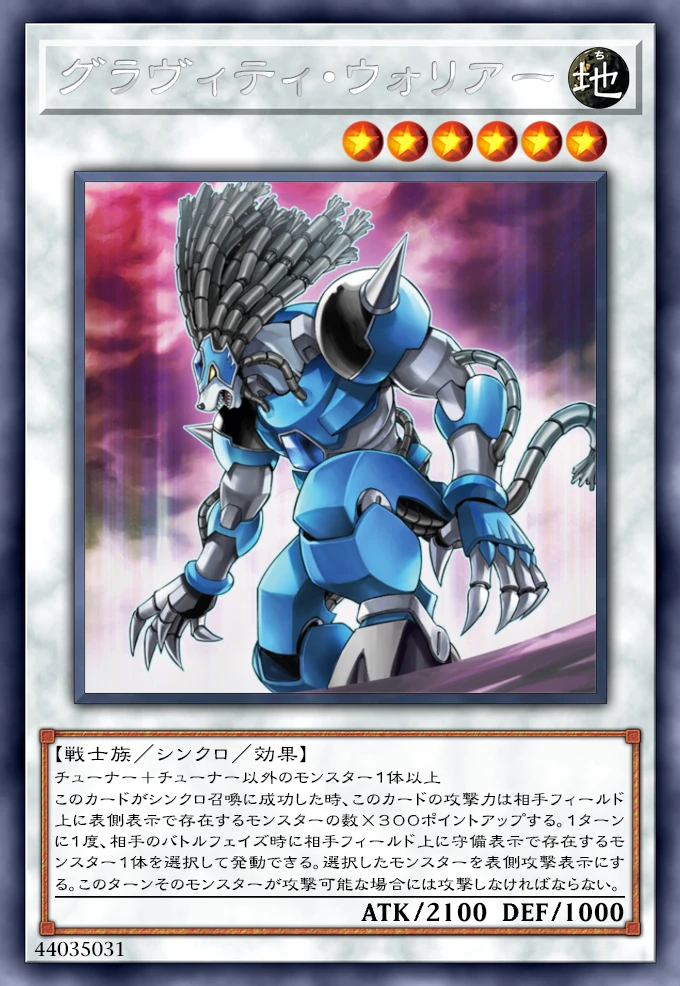 グラヴィティ・ウォリアー
ち
地
【戦士族／シンクロ／効果】
チューナー＋チューナー以外のモンスター1体以上
このカードがシンクロ召喚に成功した時、このカードの攻撃力は相手フィールド
上に表側表示で存在するモンスターの数×３００ポイントアップする。1ターン
に1度、相手のバトルフェイズ時に相手フィールド上に守備表示で存在するモ
ンスター1体を選択して発動できる。選択したモンスターを表側攻撃表示にす
る。このターンそのモンスターが攻撃可能な場合には攻撃しなければならない。
ATK/2100 DEF/1000
44035031